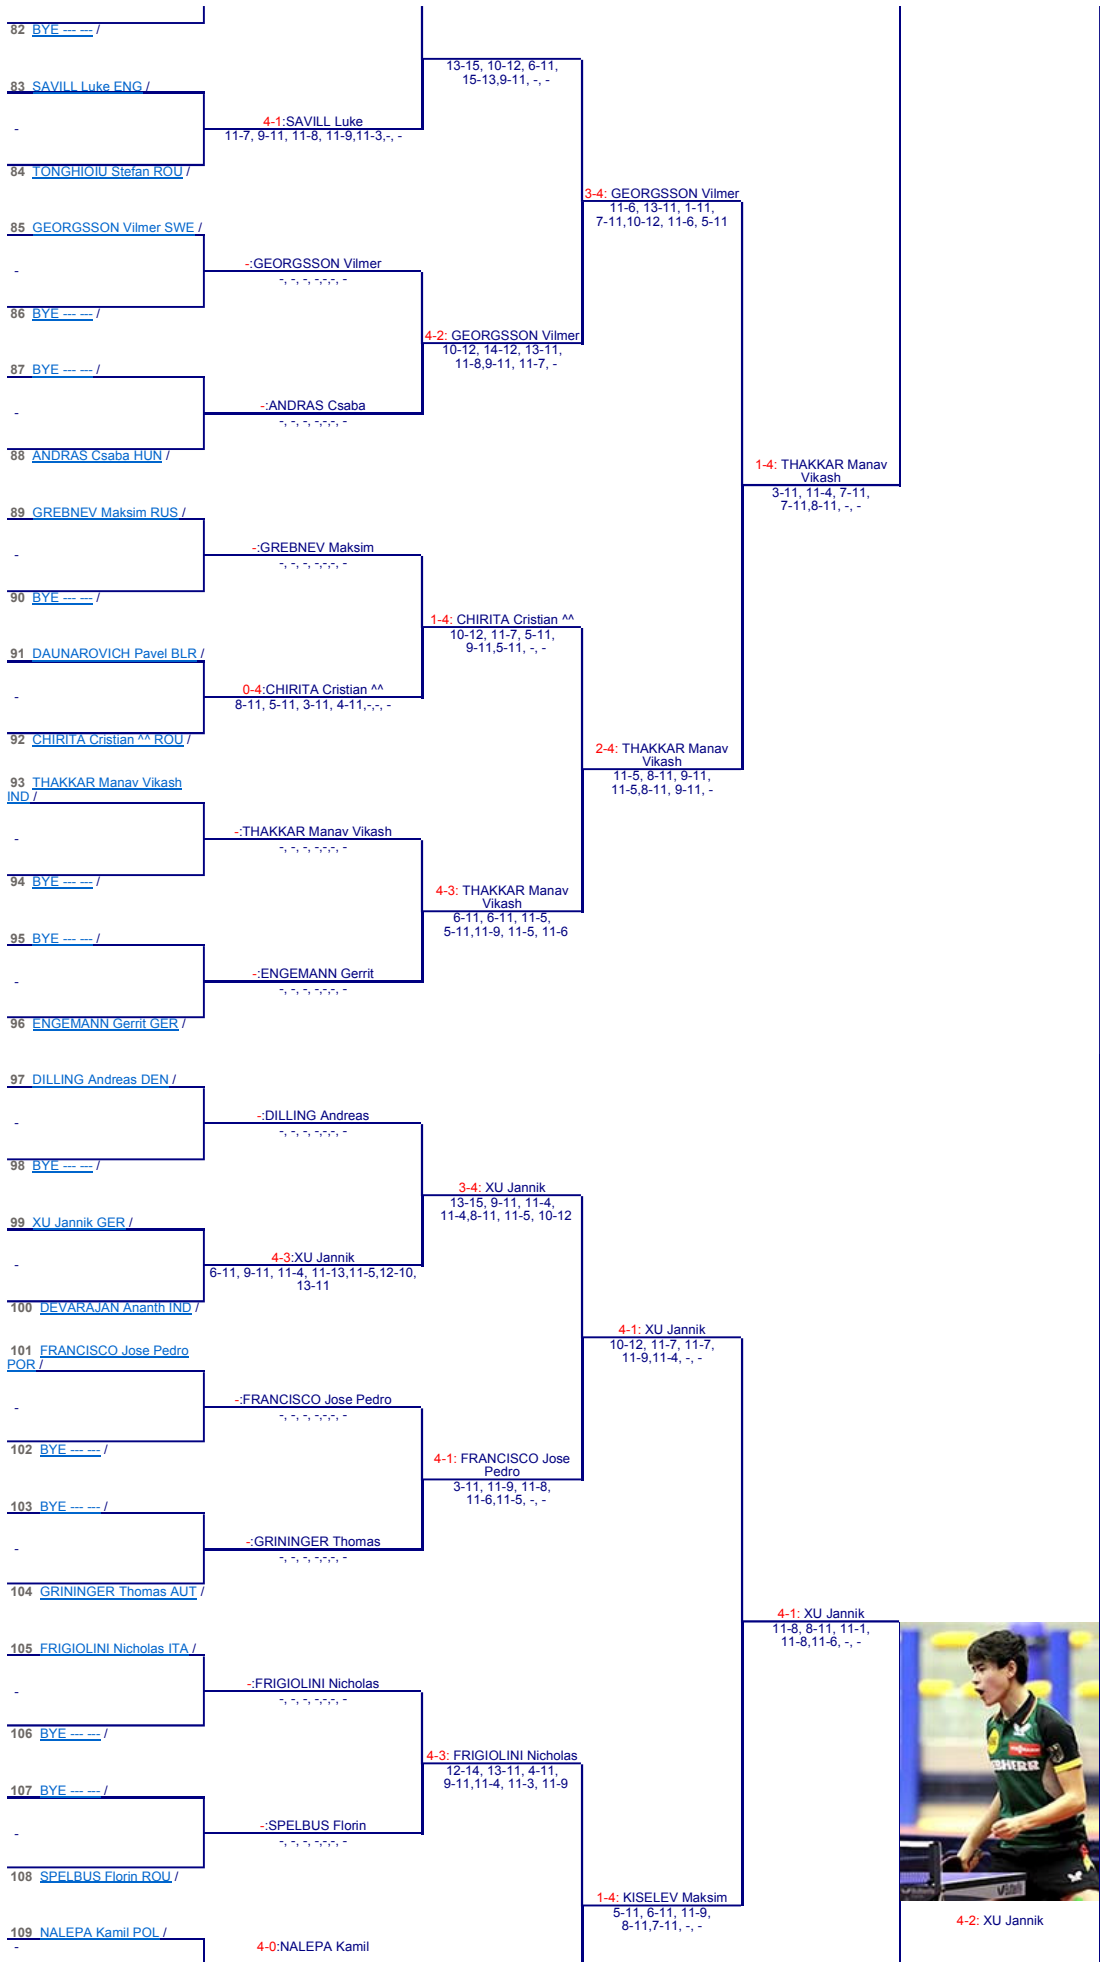 82 BYE --- --- /
13-15, 10-12, 6-11,
15-13,9-11, -, -
83 SAVILL Luke ENG /
-
4-1:SAVILL Luke
11-7, 9-11, 11-8, 11-9,11-3,-, -
84 TONGHIOIU Stefan ROU /
3-4: GEORGSSON Vilmer
11-6, 13-11, 1-11,
7-11,10-12, 11-6, 5-11
85 GEORGSSON Vilmer SWE /
-
-:GEORGSSON Vilmer
-, -, -, -,-,-, -
86 BYE --- --- /
4-2: GEORGSSON Vilmer
10-12, 14-12, 13-11,
11-8,9-11, 11-7, -
87 BYE --- --- /
-
-:ANDRAS Csaba
-, -, -, -,-,-, -
88 ANDRAS Csaba HUN /
1-4: THAKKAR Manav
Vikash
3-11, 11-4, 7-11,
7-11,8-11, -, -
89 GREBNEV Maksim RUS /
-
-:GREBNEV Maksim
-, -, -, -,-,-, -
90 BYE --- --- /
1-4: CHIRITA Cristian ^^
10-12, 11-7, 5-11,
9-11,5-11, -, -
91 DAUNAROVICH Pavel BLR /
-
0-4:CHIRITA Cristian ^^
8-11, 5-11, 3-11, 4-11,-,-, -
92 CHIRITA Cristian ^^ ROU /
2-4: THAKKAR Manav
Vikash
11-5, 8-11, 9-11,
11-5,8-11, 9-11, -
93 THAKKAR Manav Vikash
IND /
-
-:THAKKAR Manav Vikash
-, -, -, -,-,-, -
94 BYE --- --- /
4-3: THAKKAR Manav
Vikash
6-11, 6-11, 11-5,
5-11,11-9, 11-5, 11-6
95 BYE --- --- /
-
-:ENGEMANN Gerrit
-, -, -, -,-,-, -
96 ENGEMANN Gerrit GER /
97 DILLING Andreas DEN /
-
-:DILLING Andreas
-, -, -, -,-,-, -
98 BYE --- --- /
3-4: XU Jannik
13-15, 9-11, 11-4,
11-4,8-11, 11-5, 10-12
99 XU Jannik GER /
-
4-3:XU Jannik
6-11, 9-11, 11-4, 11-13,11-5,12-10,
13-11
100 DEVARAJAN Ananth IND /
4-1: XU Jannik
10-12, 11-7, 11-7,
11-9,11-4, -, -
101 FRANCISCO Jose Pedro
POR /
-
-:FRANCISCO Jose Pedro
-, -, -, -,-,-, -
102 BYE --- --- /
4-1: FRANCISCO Jose
Pedro
3-11, 11-9, 11-8,
11-6,11-5, -, -
103 BYE --- --- /
-
-:GRININGER Thomas
-, -, -, -,-,-, -
104 GRININGER Thomas AUT /
4-1: XU Jannik
11-8, 8-11, 11-1,
11-8,11-6, -, -
105 FRIGIOLINI Nicholas ITA /
-
-:FRIGIOLINI Nicholas
-, -, -, -,-,-, -
106 BYE --- --- /
4-3: FRIGIOLINI Nicholas
12-14, 13-11, 4-11,
9-11,11-4, 11-3, 11-9
107 BYE --- --- /
-
-:SPELBUS Florin
-, -, -, -,-,-, -
108 SPELBUS Florin ROU /
1-4: KISELEV Maksim
5-11, 6-11, 11-9,
8-11,7-11, -, -
4-2: XU Jannik
109 NALEPA Kamil POL /
-
4-0:NALEPA Kamil